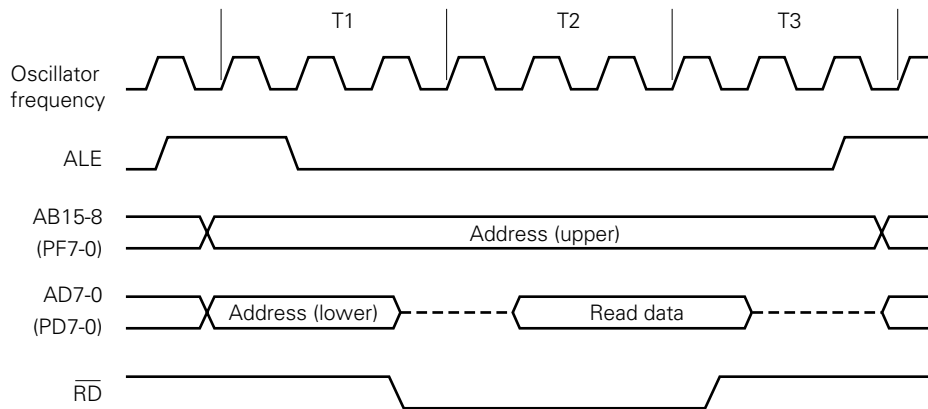 T1 T2 T3
Oscillator
frequency
ALE
AB15-8
(PF7-0)
Address (upper)
AD7-0
(PD7-0)
Address (lower) Read data
RD